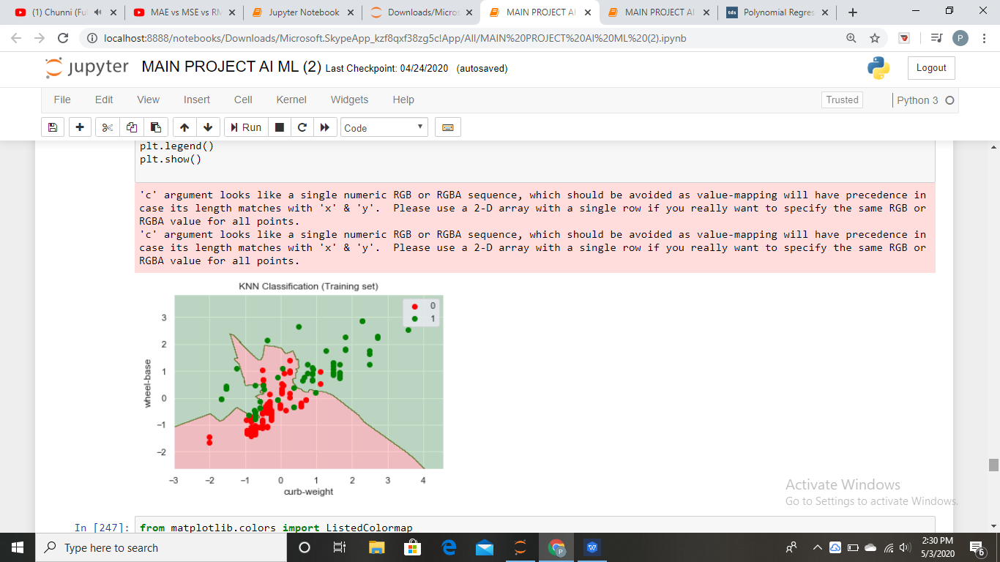 (1) Chunni (Fu
MAE vs MSE vs RM
Jupyter Notebook
Downloads/Micros
MAIN PROJECT AI
MAIN PROJECT AI
tds Polynomial Regres
localhost:8888/notebooks/Downloads/Microsoft.SkypeApp_kzf8qxf38zg5c!App/All/MAIN%20PROJECT%20AI%20ML%20(2).ipynb
P
jupyter MAIN PROJECT AI ML (2) Last Checkpoint: 04/24/2020 (autosaved)
Logout
File Edit View Insert Cell Kernel Widgets Help
Trusted
Python 3
Run
Code
plt.legend()
plt.show()
'c' argument looks like a single numeric RGB or RGBA sequence, which should be avoided as value-mapping will have precedence in
case its length matches with 'x' & 'y'.  Please use a 2-D array with a single row if you really want to specify the same RGB or
RGBA value for all points.
'c' argument looks like a single numeric RGB or RGBA sequence, which should be avoided as value-mapping will have precedence in
case its length matches with 'x' & 'y'.  Please use a 2-D array with a single row if you really want to specify the same RGB or
RGBA value for all points.
KNN Classification (Training set)
0
1
3
2
1
0
−1
−2
wheel-base
−3 −2 −1 0 1 2 3 4
curb-weight
Activate Windows
Go to Settings to activate Windows.
In [247]: from matplotlib.colors import ListedColormap
Type here to search
P
W
2:30 PM
5/3/2020
6